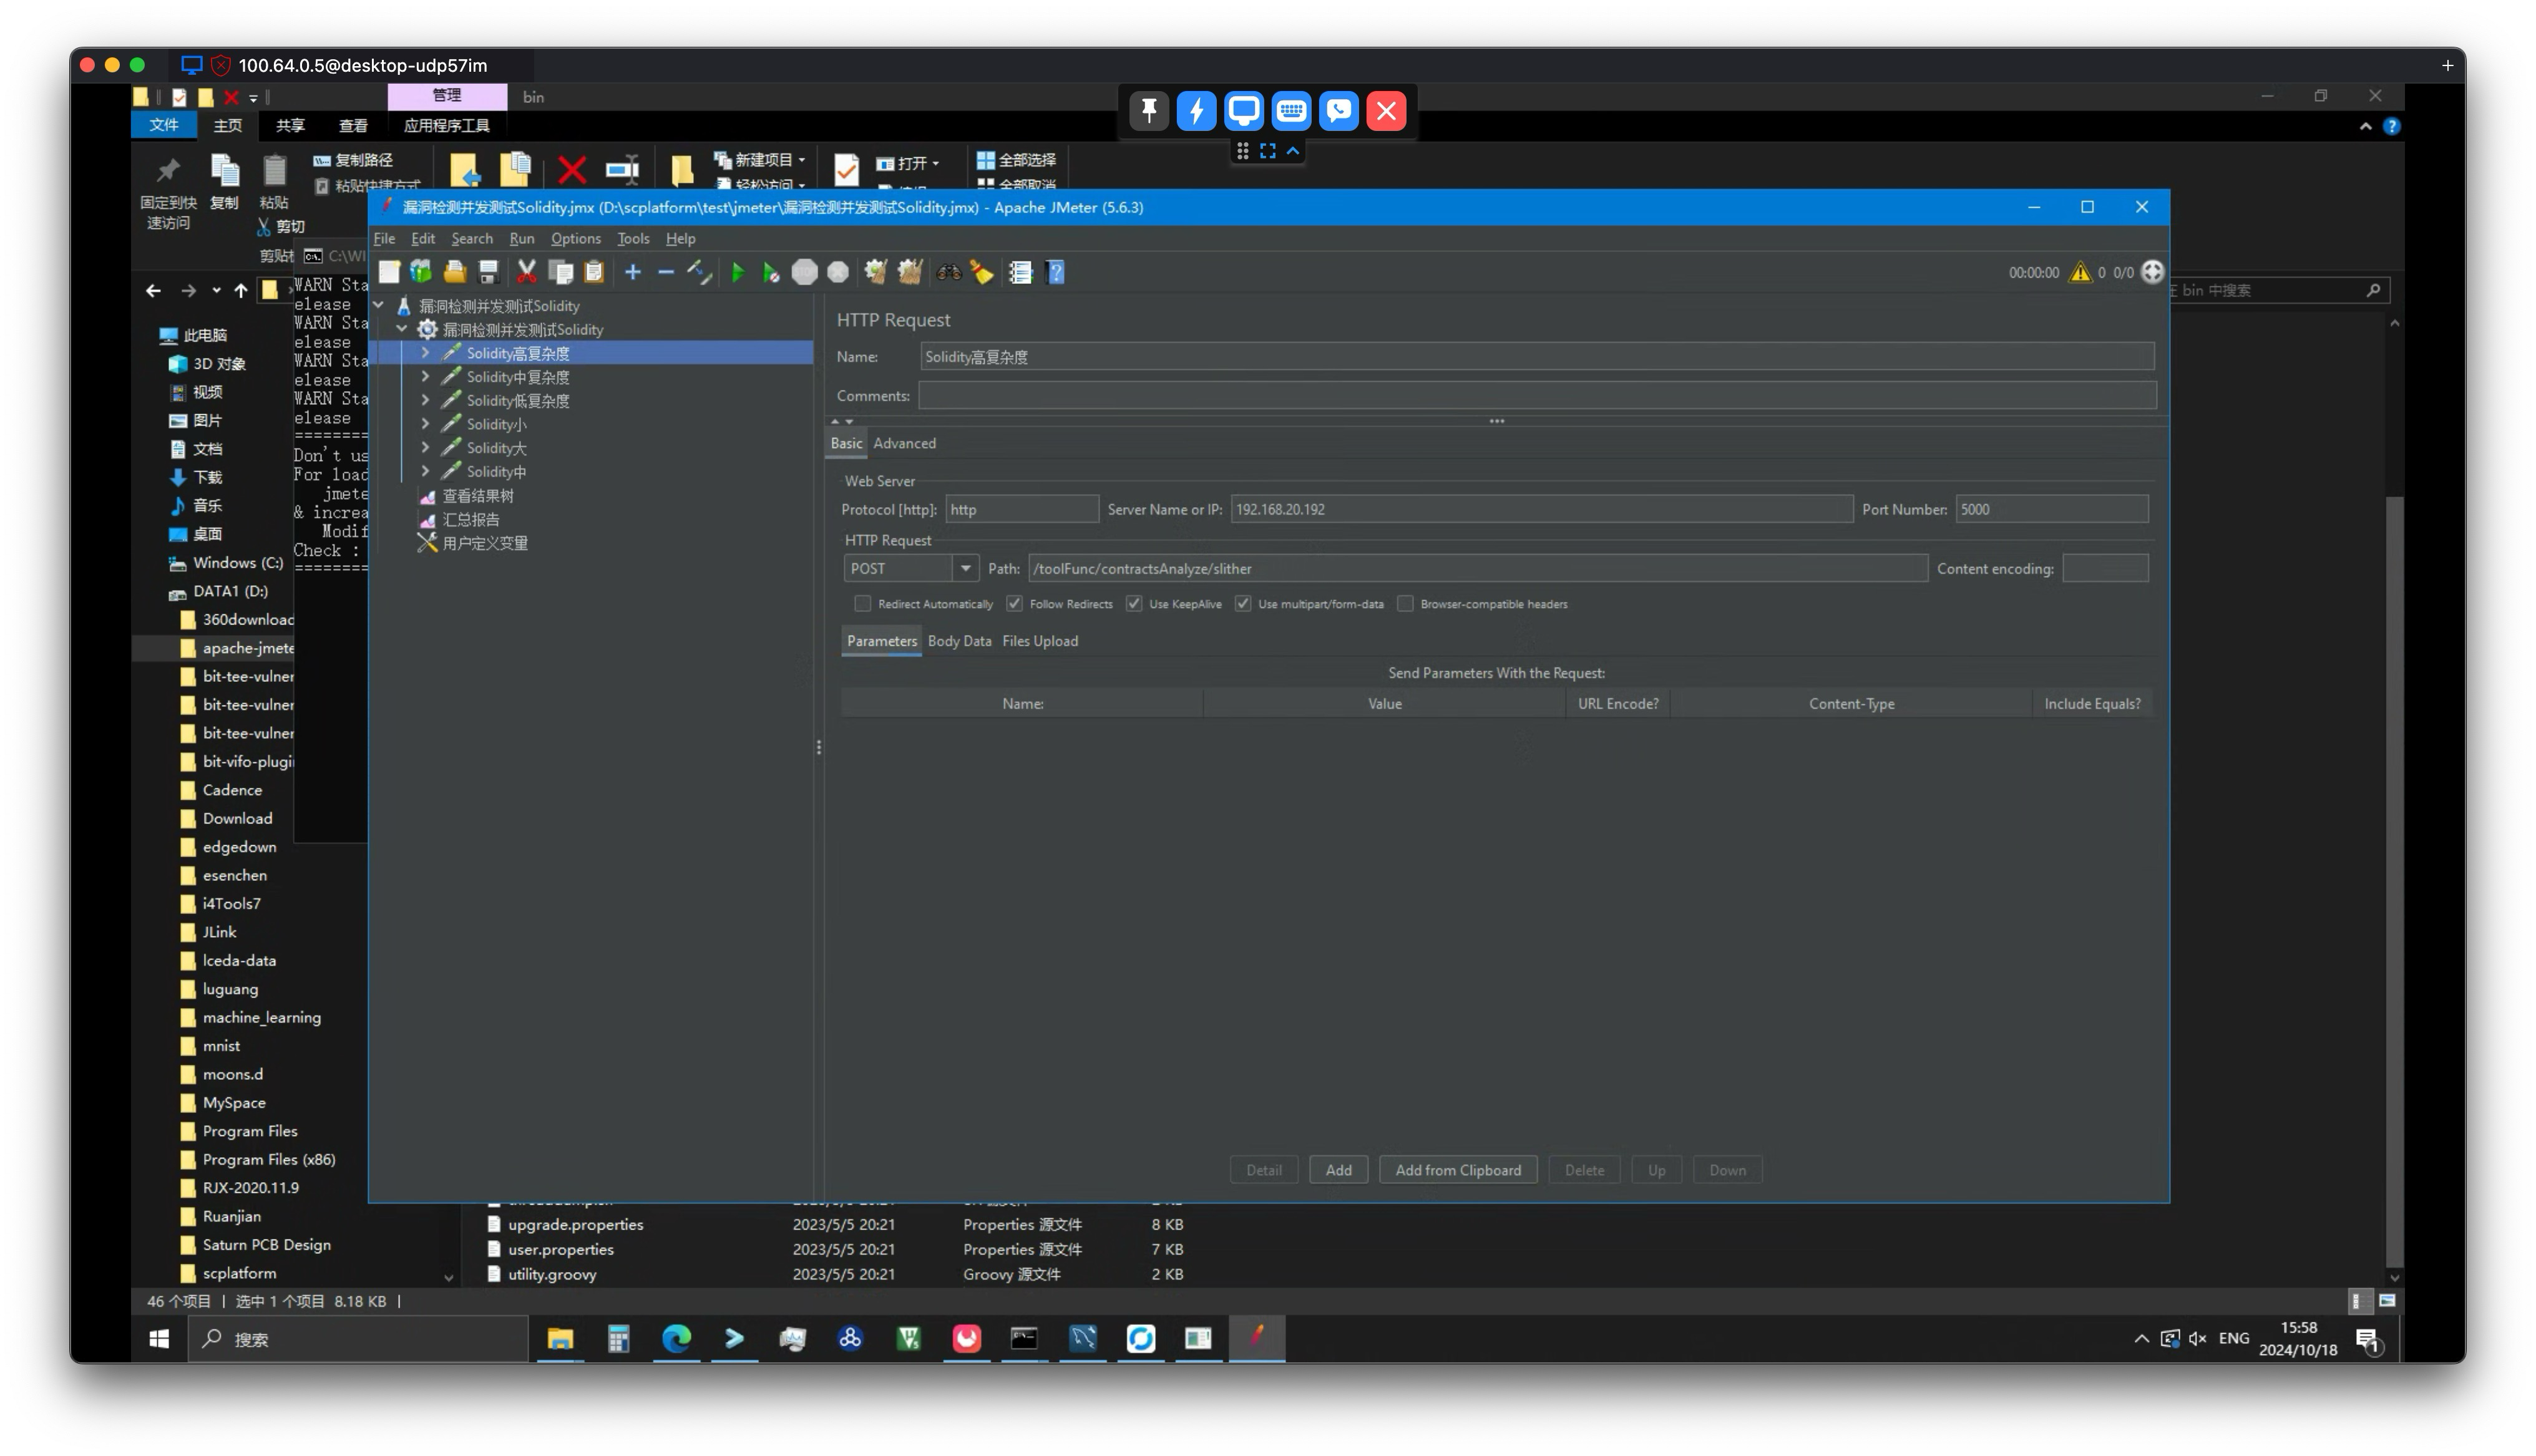 100.64.0.5@desktop-udp57im
管理
bin
文件
主页
共享
查看
应用程序工具
固定到快速访问
复制
粘贴
复制路径
粘贴快捷方式
剪切
新建项目
轻松访问
打开
全部选择
全部取消
漏洞检测并发测试Solidity.jmx (D:\scplatform\test\jmeter\漏洞检测并发测试Solidity.jmx) - Apache JMeter (5.6.3)
File Edit Search Run Options Tools Help
00:00:00
0 0/0
C:\WI
bin 中搜索
WARN Sta
elease
WARN Sta
elease
WARN Sta
elease
WARN Sta
elease
========
Don't us
For load
jmete
& increa
Modif
Check :
========
此电脑
3D 对象
视频
图片
文档
下载
音乐
桌面
Windows (C:)
DATA1 (D:)
360download
apache-jmete
bit-tee-vulner
bit-tee-vulner
bit-tee-vulner
bit-vifo-plugi
Cadence
Download
edgedown
esenchen
i4Tools7
JLink
lceda-data
luguang
machine_learning
mnist
moons.d
MySpace
Program Files
Program Files (x86)
RJX-2020.11.9
Ruanjian
Saturn PCB Design
scplatform
漏洞检测并发测试Solidity
漏洞检测并发测试Solidity
Solidity高复杂度
Solidity中复杂度
Solidity低复杂度
Solidity小
Solidity大
Solidity中
查看结果树
汇总报告
用户定义变量
HTTP Request
Name: Solidity高复杂度
Comments:
Basic Advanced
Web Server
Protocol [http]: http Server Name or IP: 192.168.20.192 Port Number: 5000
HTTP Request
POST Path: /toolFunc/contractsAnalyze/slither Content encoding:
Redirect Automatically Follow Redirects Use KeepAlive Use multipart/form-data Browser-compatible headers
Parameters Body Data Files Upload
Send Parameters With the Request:
Name: Value URL Encode? Content-Type Include Equals?
Detail Add Add from Clipboard Delete Up Down
upgrade.properties 2023/5/5 20:21 Properties 源文件 8 KB
user.properties 2023/5/5 20:21 Properties 源文件 7 KB
utility.groovy 2023/5/5 20:21 Groovy 源文件 2 KB
46 个项目 选中 1 个项目 8.18 KB
搜索
ENG
15:58
2024/10/18
1